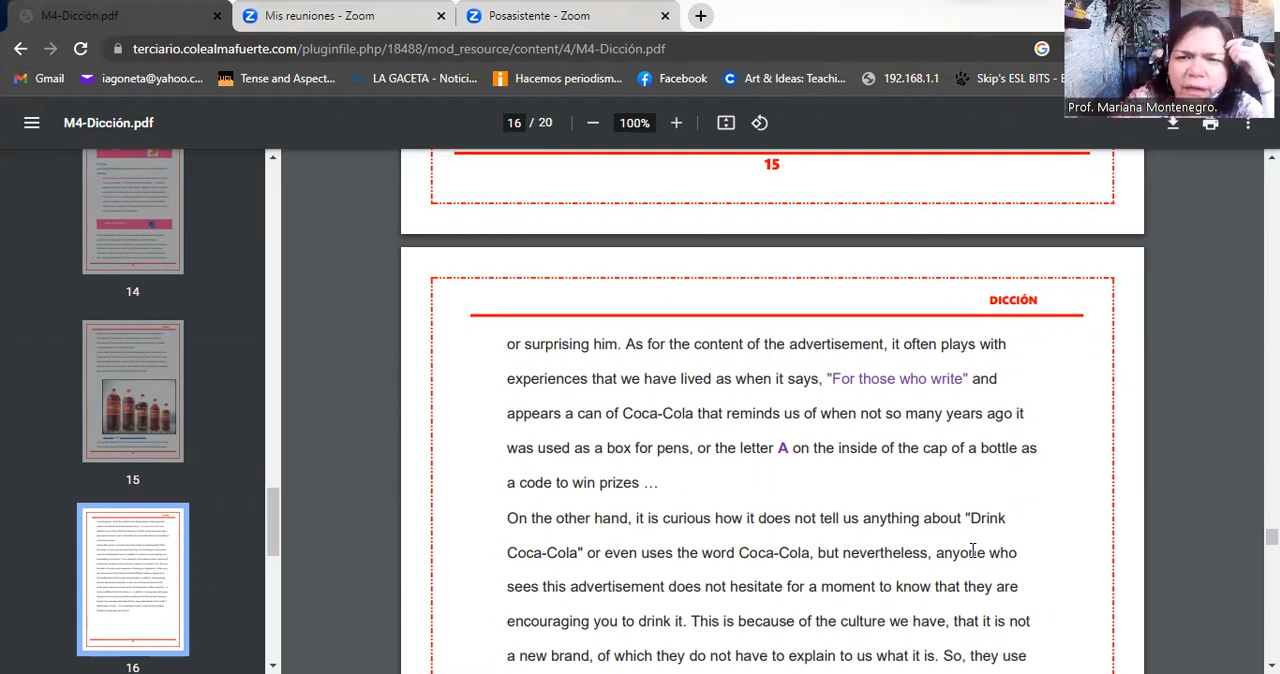 M4-Dicción.pdf
Mis reuniones - Zoom
Posasistente - Zoom
terciario.colealmafuerte.com/pluginfile.php/18488/mod_resource/content/4/M4-Dicción.pdf
Gmail iagoneta@yahoo.c... Tense and Aspect... LA GACETA - Notici... Hacemos periodism... Facebook Art & Ideas: Teachi... 192.168.1.1 Skip's ESL BITS -
Prof. Mariana Montenegro.
M4-Dicción.pdf
16 / 20
100%
15
14
15
16
DICCIÓN
or surprising him. As for the content of the advertisement, it often plays with
experiences that we have lived as when it says, "For those who write" and
appears a can of Coca-Cola that reminds us of when not so many years ago it
was used as a box for pens, or the letter A on the inside of the cap of a bottle as
a code to win prizes …
On the other hand, it is curious how it does not tell us anything about "Drink
Coca-Cola" or even uses the word Coca-Cola, but nevertheless, anyone who
sees this advertisement does not hesitate for a moment to know that they are
encouraging you to drink it. This is because of the culture we have, that it is not
a new brand, of which they do not have to explain to us what it is. So, they use